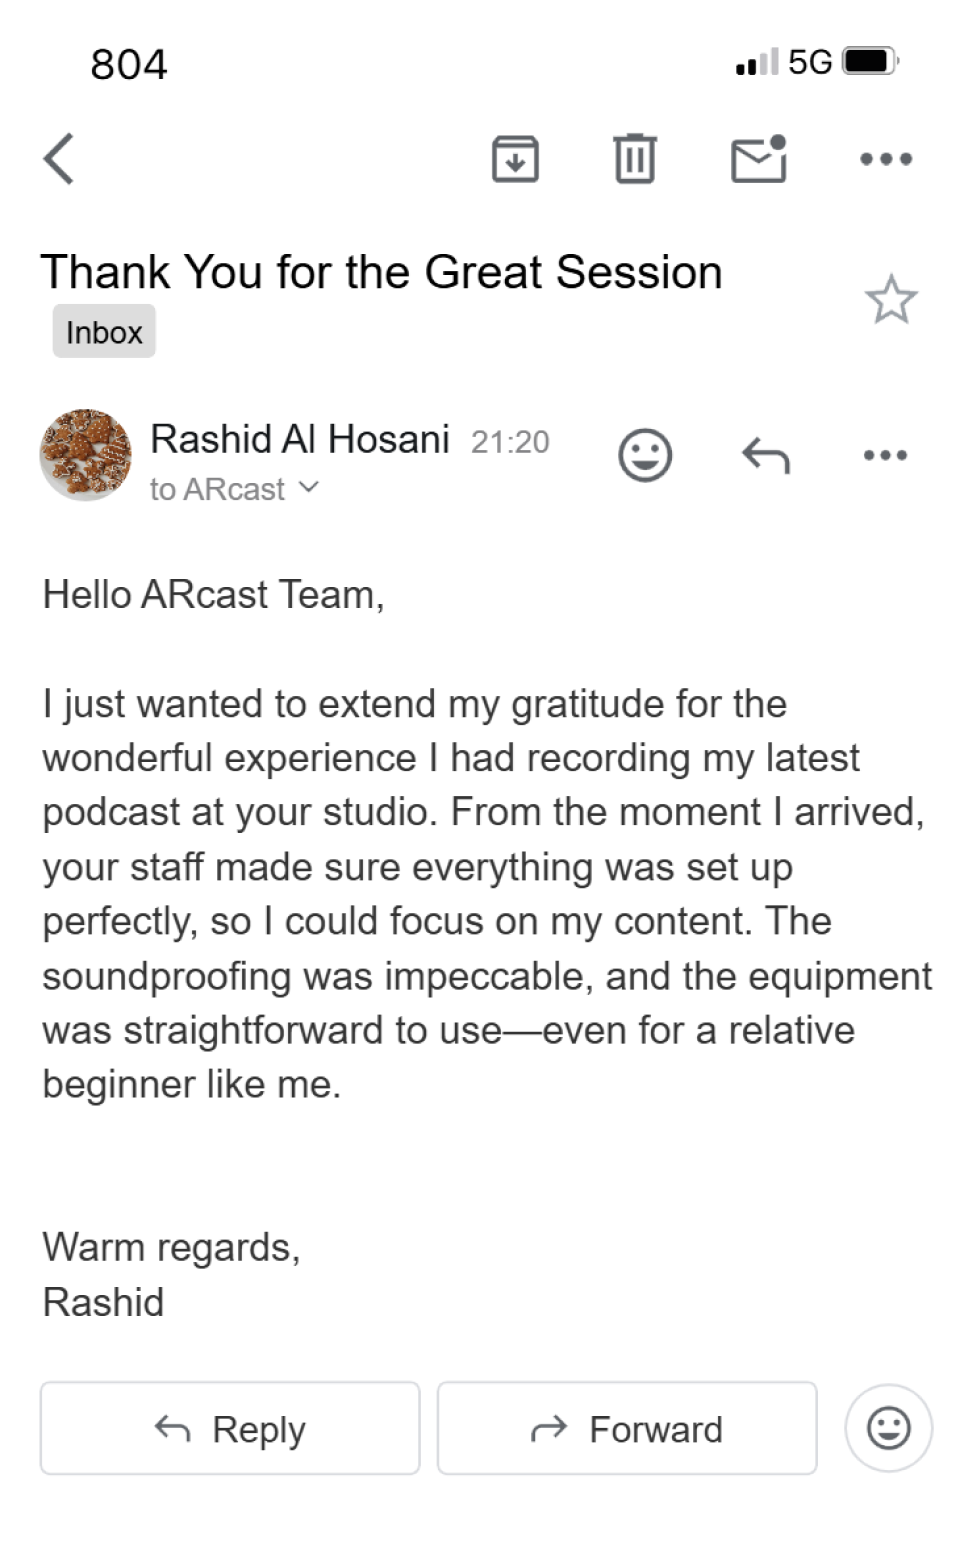 804
5G
Thank You for the Great Session
Inbox
Rashid Al Hosani 21:20
to ARcast
Hello ARcast Team,
I just wanted to extend my gratitude for the
wonderful experience I had recording my latest
podcast at your studio. From the moment I arrived,
your staff made sure everything was set up
perfectly, so I could focus on my content. The
soundproofing was impeccable, and the equipment
was straightforward to use—even for a relative
beginner like me.
Warm regards,
Rashid
Reply
Forward